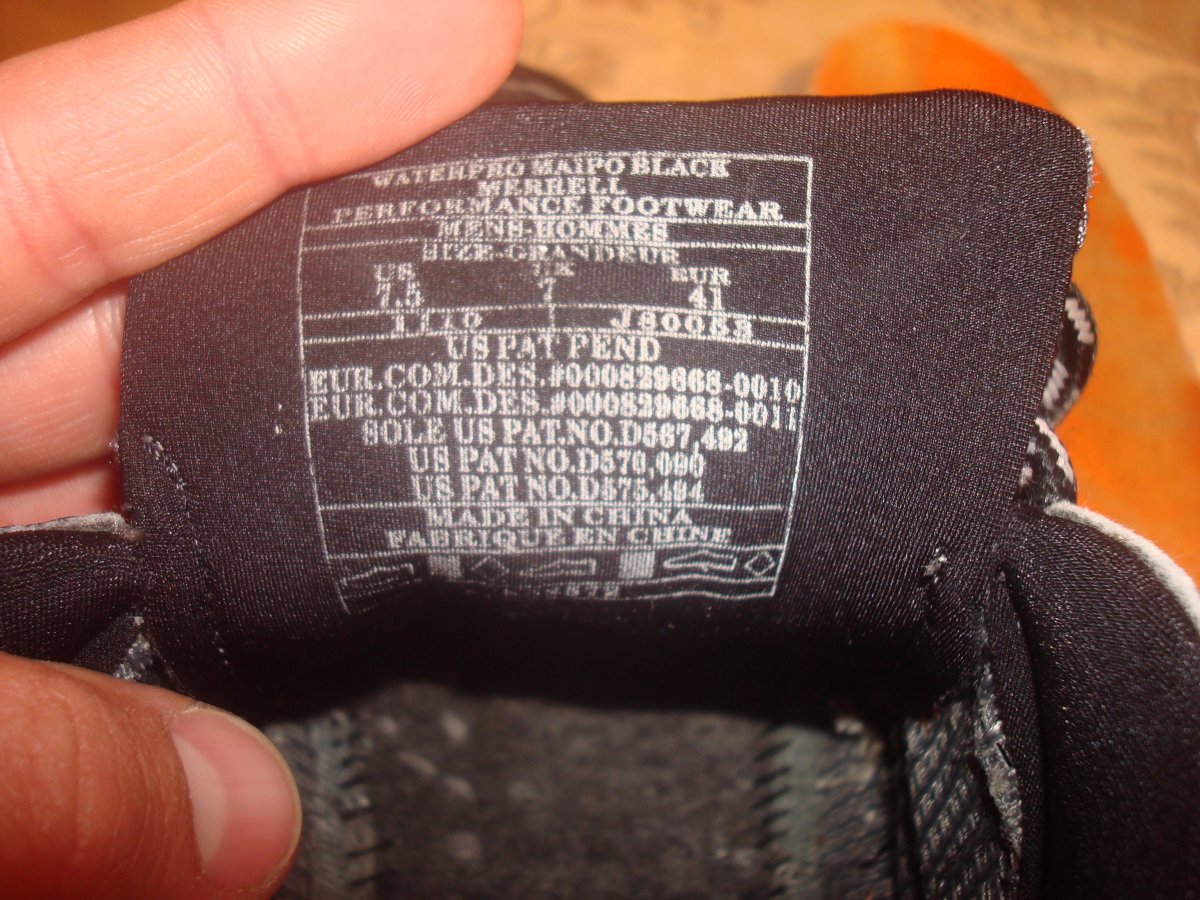 WATERPRO MAIPO BLACK
MERRELL
PERFORMANCE FOOTWEAR
MENS-HOMMES
SIZE-GRANDEUR
US UK EUR
7.5 7 41
1110 J80053
US PAT PEND
EUR.COM.DES.#000829668-0010
EUR.COM.DES.#000829668-0011
SOLE US PAT.NO.D567,492
US PAT NO.D570,090
US PAT NO.D575,494
MADE IN CHINA
FABRIQUE EN CHINE